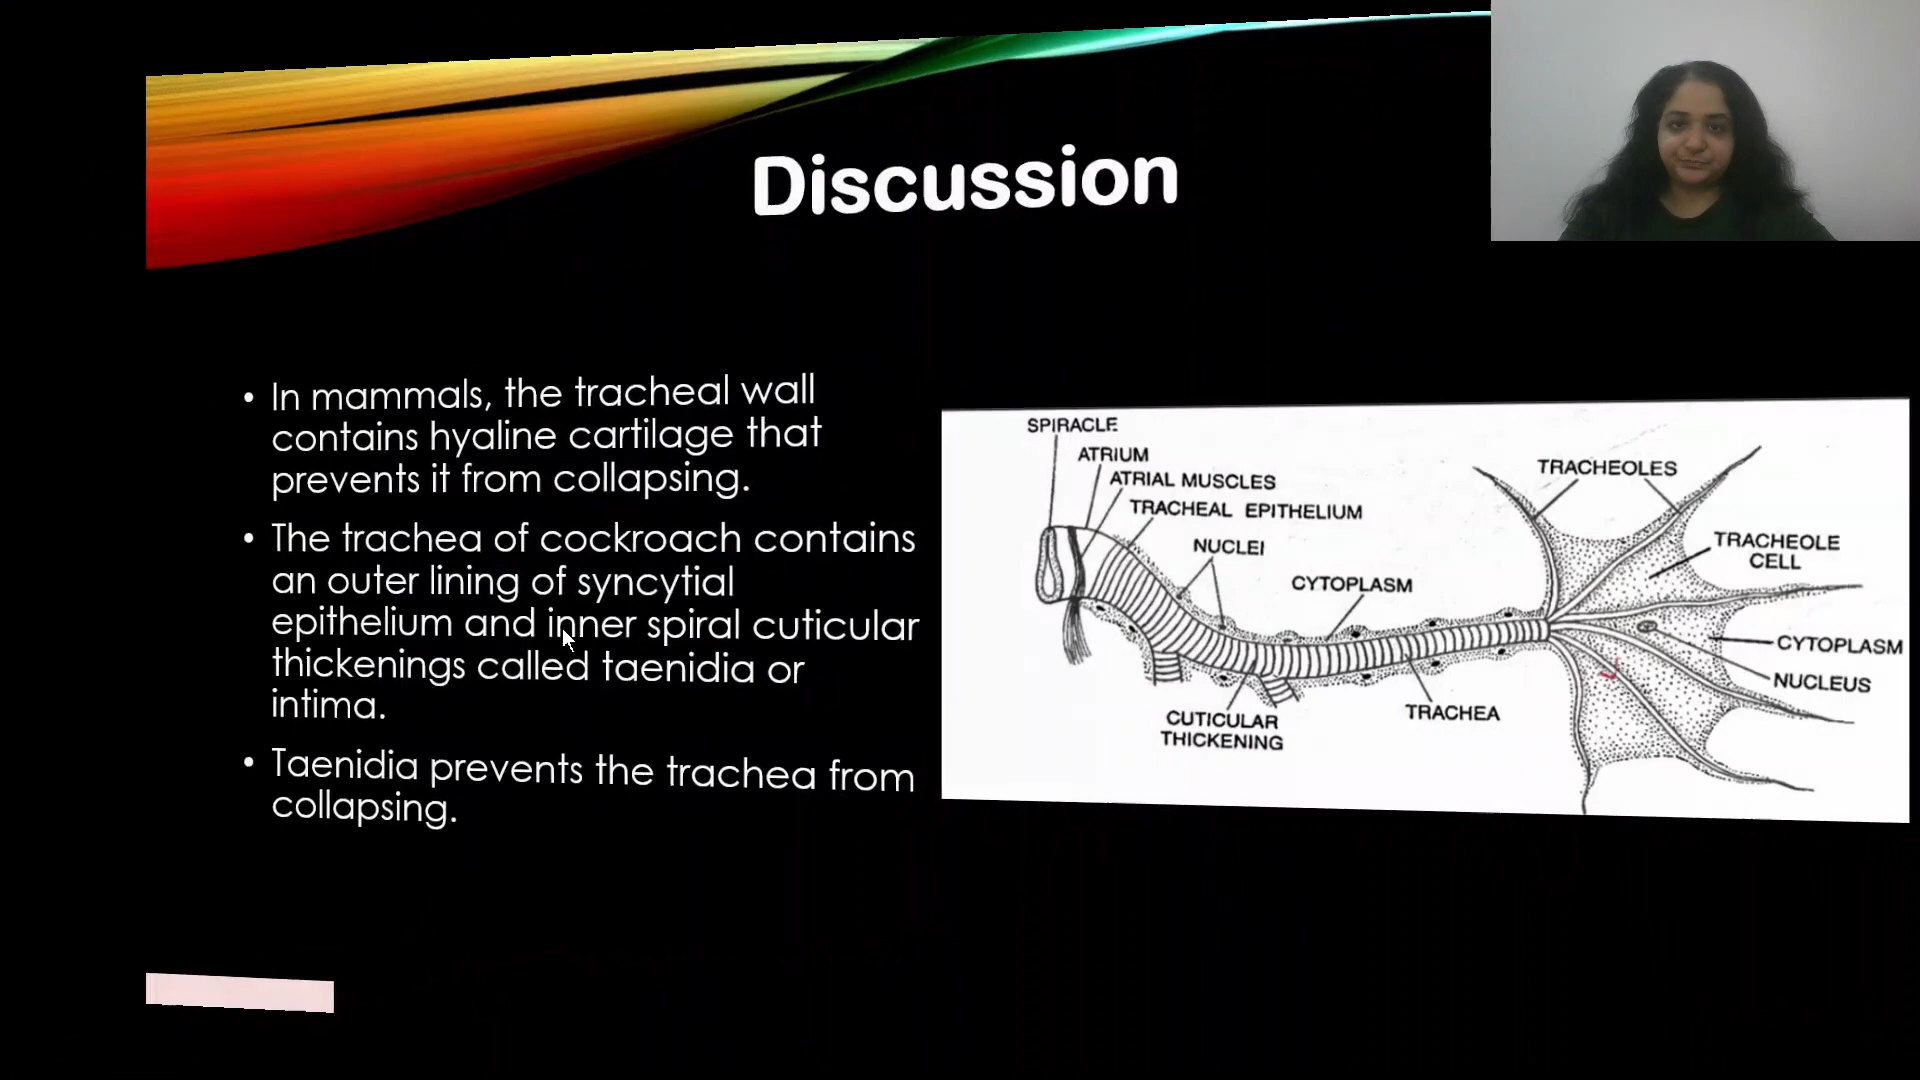 Discussion
• In mammals, the tracheal wall
contains hyaline cartilage that
prevents it from collapsing.
• The trachea of cockroach contains
an outer lining of syncytial
epithelium and inner spiral cuticular
thickenings called taenidia or
intima.
• Taenidia prevents the trachea from
collapsing.
SPIRACLE
ATRIUM
ATRIAL MUSCLES
TRACHEAL EPITHELIUM
NUCLEI
CYTOPLASM
CUTICULAR
THICKENING
TRACHEA
TRACHEOLES
TRACHEOLE
CELL
CYTOPLASM
NUCLEUS